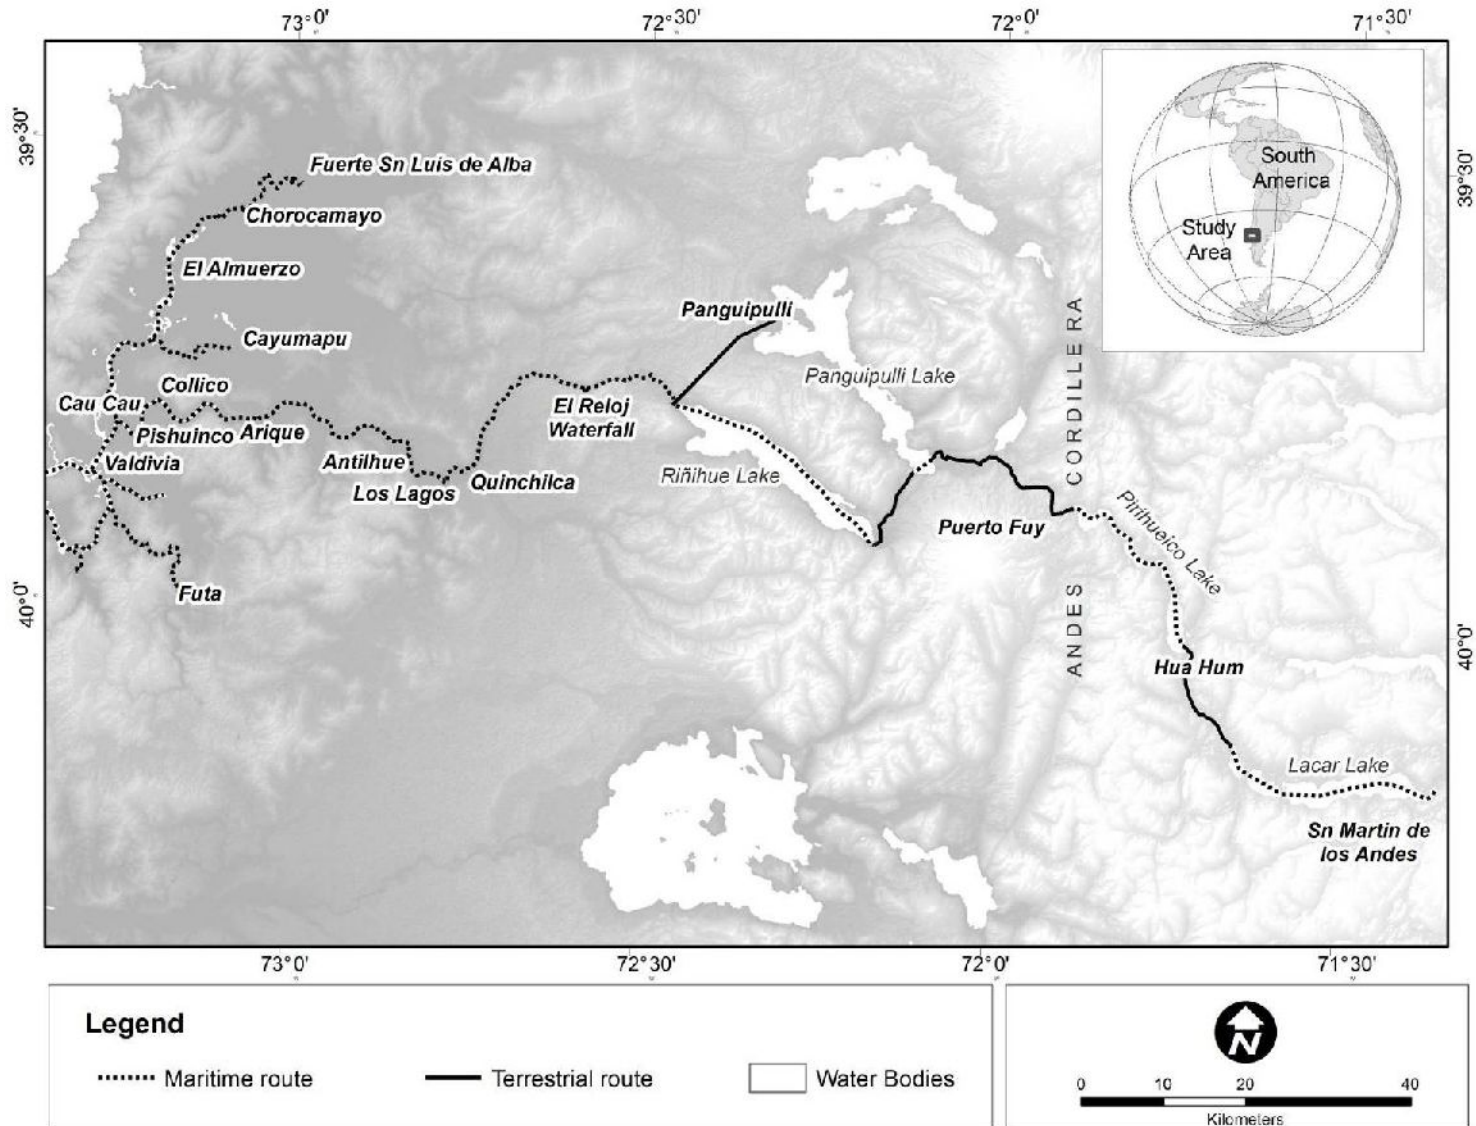 73°0'
72°30'
72°0'
71°30'
39°30'
39°30'
South
America
Study
Area
Fuerte Sn Luis de Alba
Chorocamayo
El Almuerzo
Cayumapu
Panguipulli
CORDILLERA
Panguipulli Lake
Collico
Cau Cau
El Reloj
Waterfall
Pishuinco
Arique
Valdivia
Antilhue
Los Lagos
Quinchilca
Riñihue Lake
Puerto Fuy
Pirihueico Lake
Futa
40°0'
40°0'
ANDES
Hua Hum
Lacar Lake
Sn Martin de
los Andes
73°0'
72°30'
72°0'
71°30'
Legend
Maritime route
Terrestrial route
Water Bodies
N
0 10 20 40
Kilometers